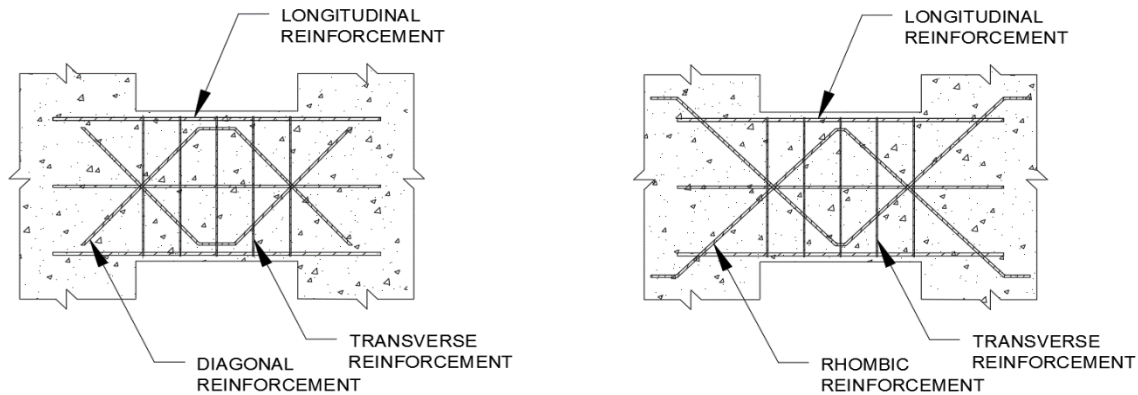 LONGITUDINAL
REINFORCEMENT
DIAGONAL
REINFORCEMENT
TRANSVERSE
REINFORCEMENT
LONGITUDINAL
REINFORCEMENT
RHOMBIC
REINFORCEMENT
TRANSVERSE
REINFORCEMENT